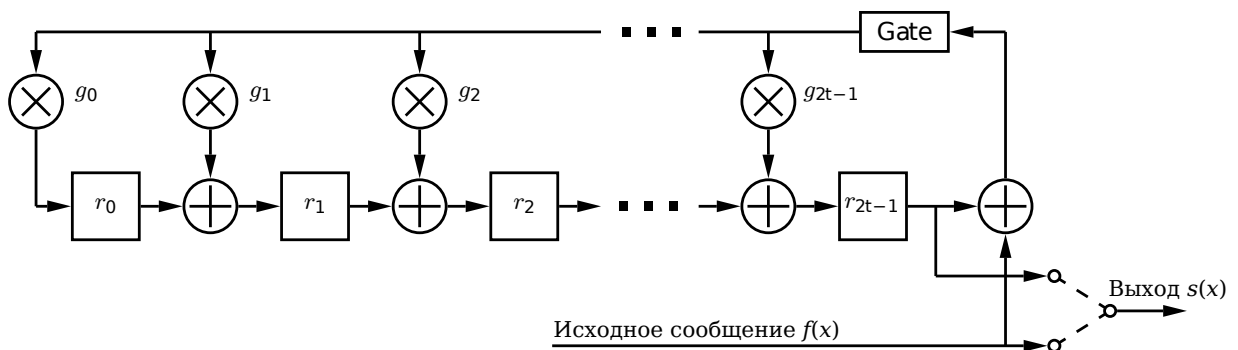 Gate
g0
g1
g2
g2t−1
r0
r1
r2
r2t−1
Выход s(x)
Исходное сообщение f(x)